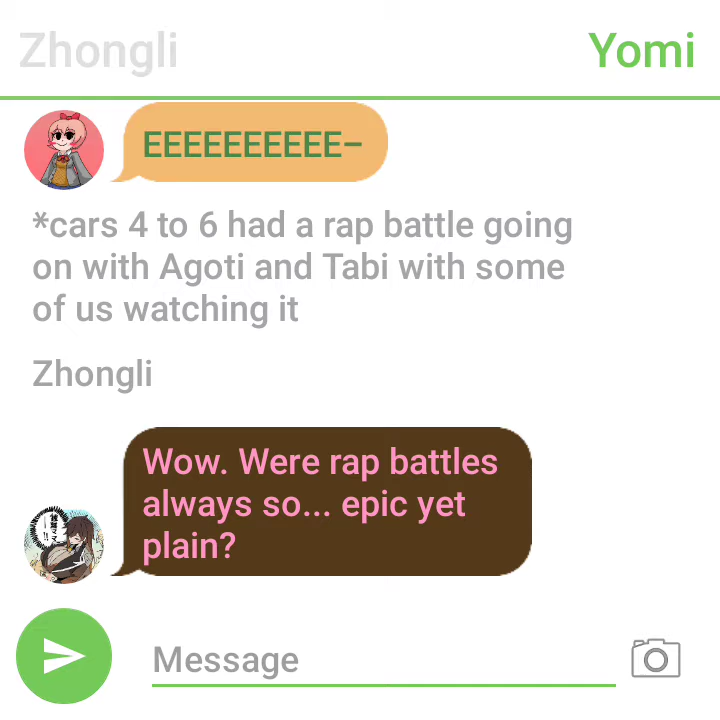 Zhongli
Yomi
EEEEEEEEEE–
*cars 4 to 6 had a rap battle going
on with Agoti and Tabi with some
of us watching it
Zhongli
Wow. Were rap battles
always so... epic yet
plain?
Message